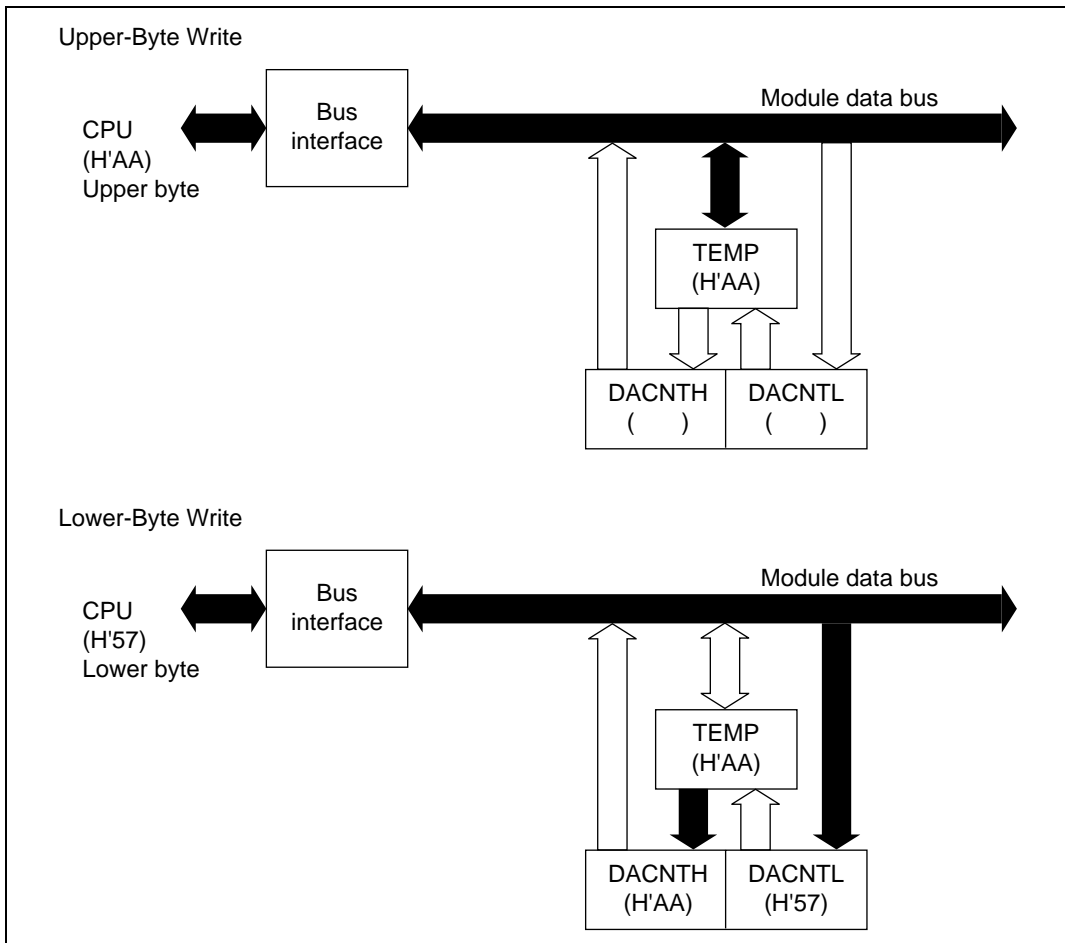 Upper-Byte Write
CPU
(H'AA)
Upper byte
Bus
interface
Module data bus
TEMP
(H'AA)
DACNTH
(    )
DACNTL
(    )
Lower-Byte Write
CPU
(H'57)
Lower byte
Bus
interface
Module data bus
TEMP
(H'AA)
DACNTH
(H'AA)
DACNTL
(H'57)